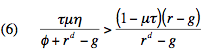 (6) τμη / (ϕ + r^d − g) > (1 − μτ)(r − g) / (r^d − g)